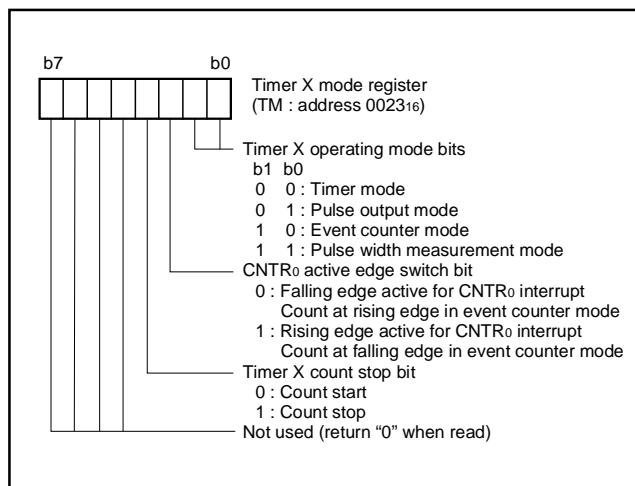 b7 b0
Timer X mode register
(TM : address 002316)
Timer X operating mode bits
b1 b0
0 0 : Timer mode
0 1 : Pulse output mode
1 0 : Event counter mode
1 1 : Pulse width measurement mode
CNTR0 active edge switch bit
0 : Falling edge active for CNTR0 interrupt
Count at rising edge in event counter mode
1 : Rising edge active for CNTR0 interrupt
Count at falling edge in event counter mode
Timer X count stop bit
0 : Count start
1 : Count stop
Not used (return “0” when read)